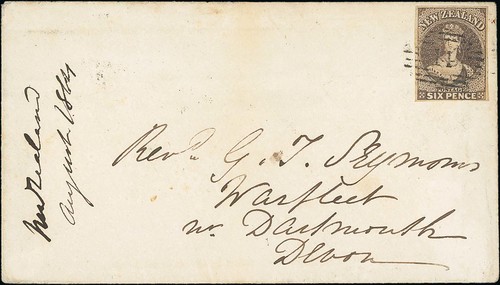 NEW ZEALAND
POSTAGE
SIX PENCE
New Zealand
August 1864
Revd. G. T. Seymour
Warfleet
nr. Dartmouth
Devon